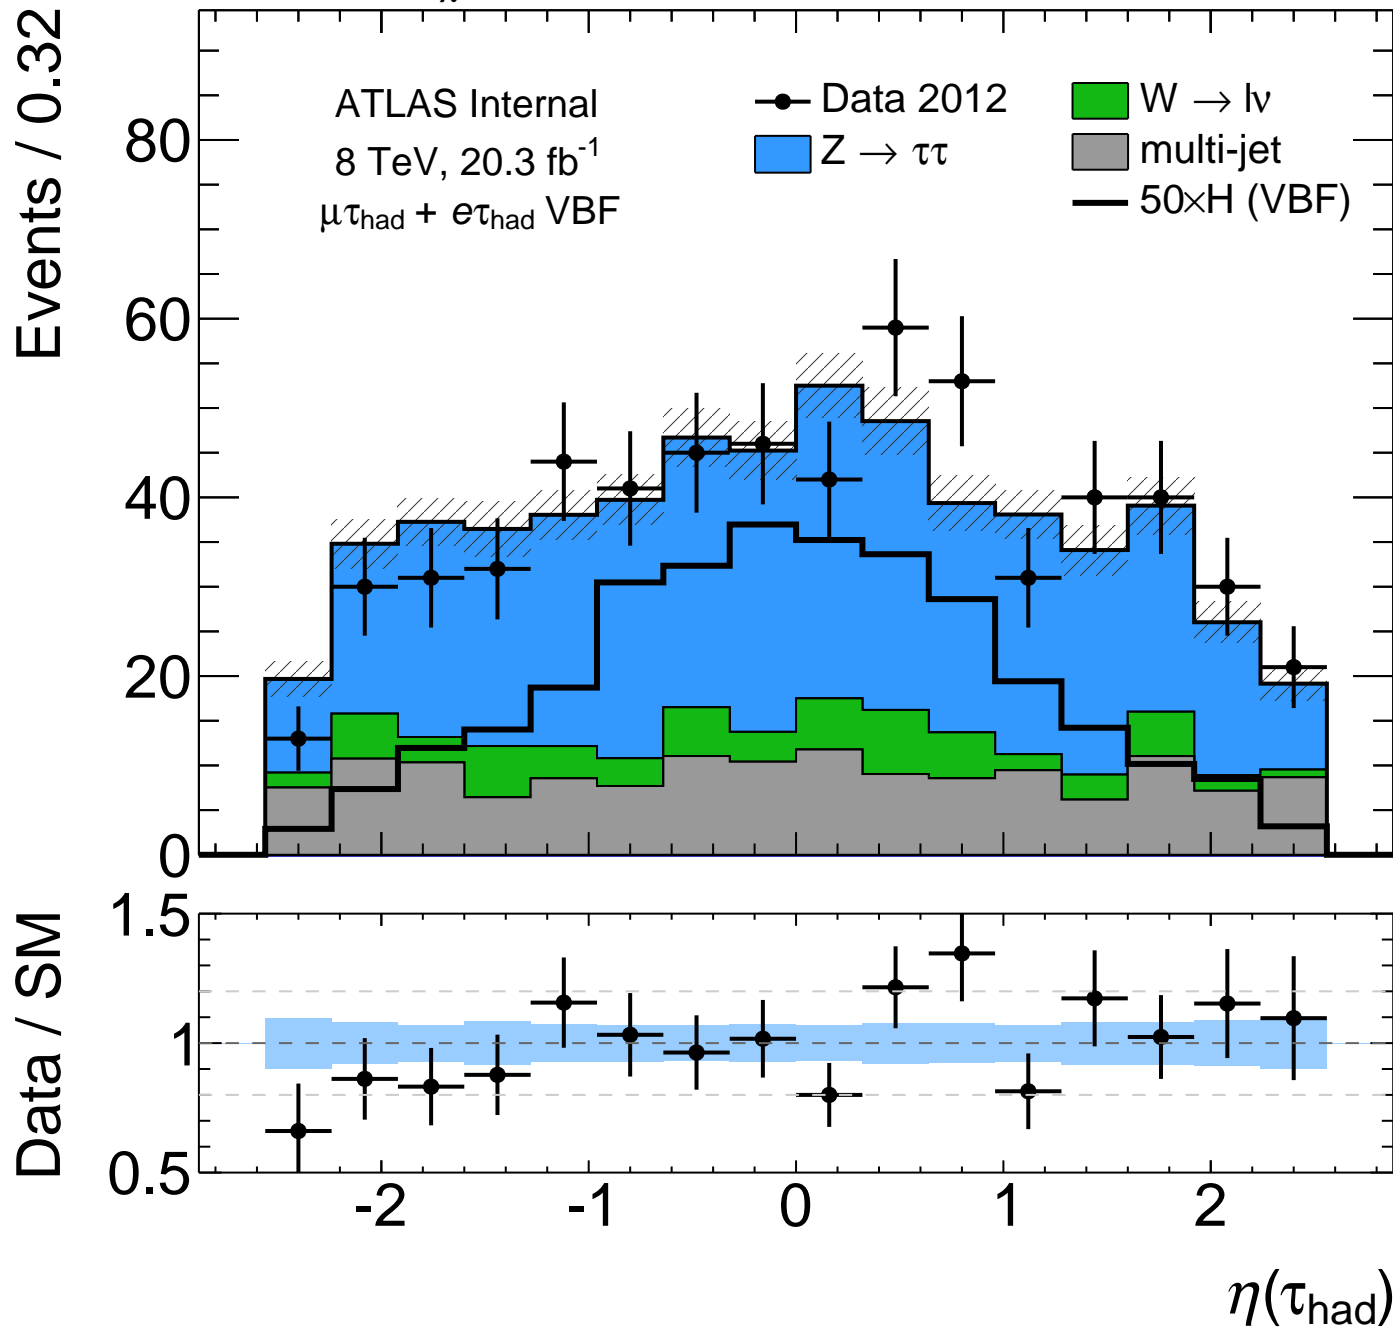 Events / 0.32
80
60
40
20
0
ATLAS Internal
8 TeV, 20.3 fb⁻¹
μτhad + eτhad VBF
Data 2012
Z → ττ
W → lν
multi-jet
50×H (VBF)
Data / SM
1.5
1
0.5
-2 -1 0 1 2
η(τhad)